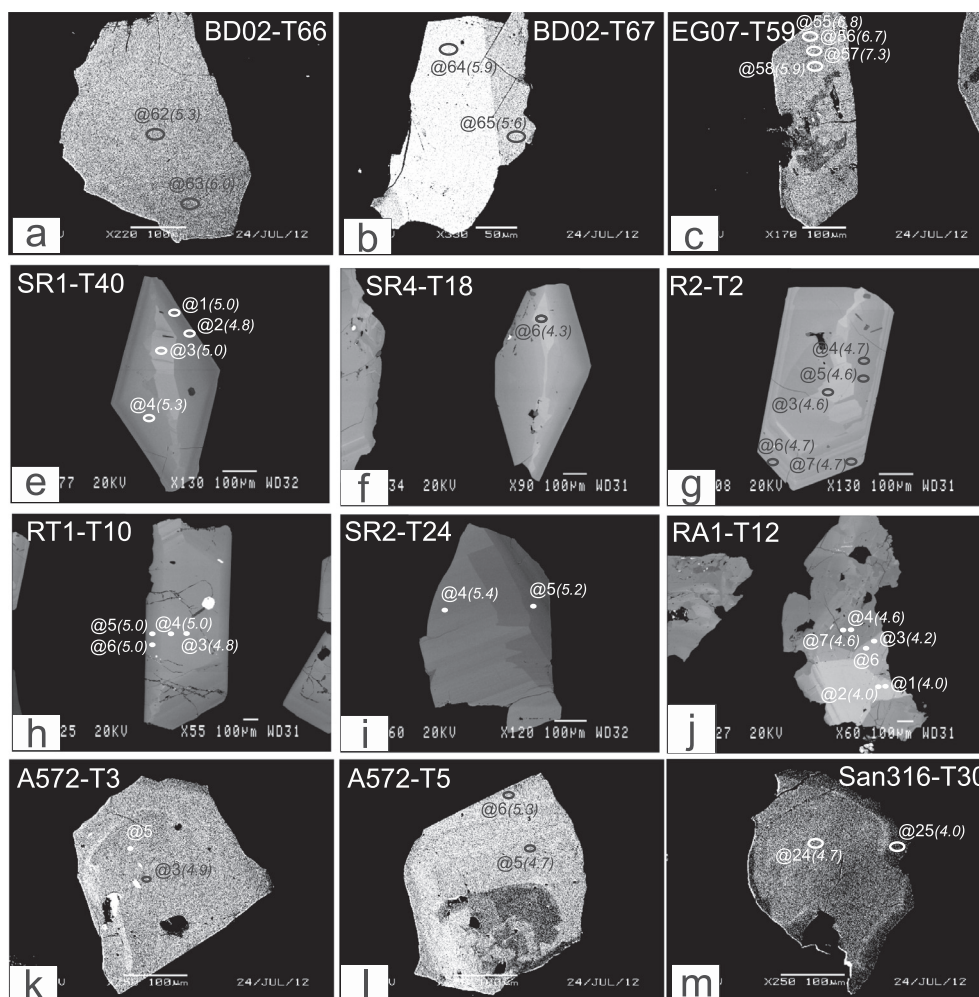 BD02-T66
@62(5.3)
@63(6.0)
a
X220 100μm 24/JUL/12
BD02-T67
@64(5.9)
@65(5.6)
b
X330 50μm 24/JUL/12
EG07-T59
@55(6.8)
@56(6.7)
@57(7.3)
@58(5.9)
c
X170 100μm 24/JUL/12
SR1-T40
@1(5.0)
@2(4.8)
@3(5.0)
@4(5.3)
e
77 20KV X130 100μm WD32
SR4-T18
@6(4.3)
f
34 20KV X90 100μm WD31
R2-T2
@4(4.7)
@5(4.6)
@3(4.6)
@6(4.7)
@7(4.7)
g
08 20KV X130 100μm WD31
RT1-T10
@5(5.0) @4(5.0)
@6(5.0) @3(4.8)
h
25 20KV X55 100μm WD31
SR2-T24
@4(5.4)
@5(5.2)
i
60 20KV X120 100μm WD32
RA1-T12
@4(4.6)
@7(4.6) @3(4.2)
@6
@2(4.0) @1(4.0)
j
27 20KV 100μm WD31
A572-T3
@5
@3(4.9)
k
100μm 24/JUL/12
A572-T5
@6(5.3)
@5(4.7)
l
100μm 24/JUL/12
San316-T30
@25(4.0)
@24(4.7)
m
X250 100μm 24/JUL/12